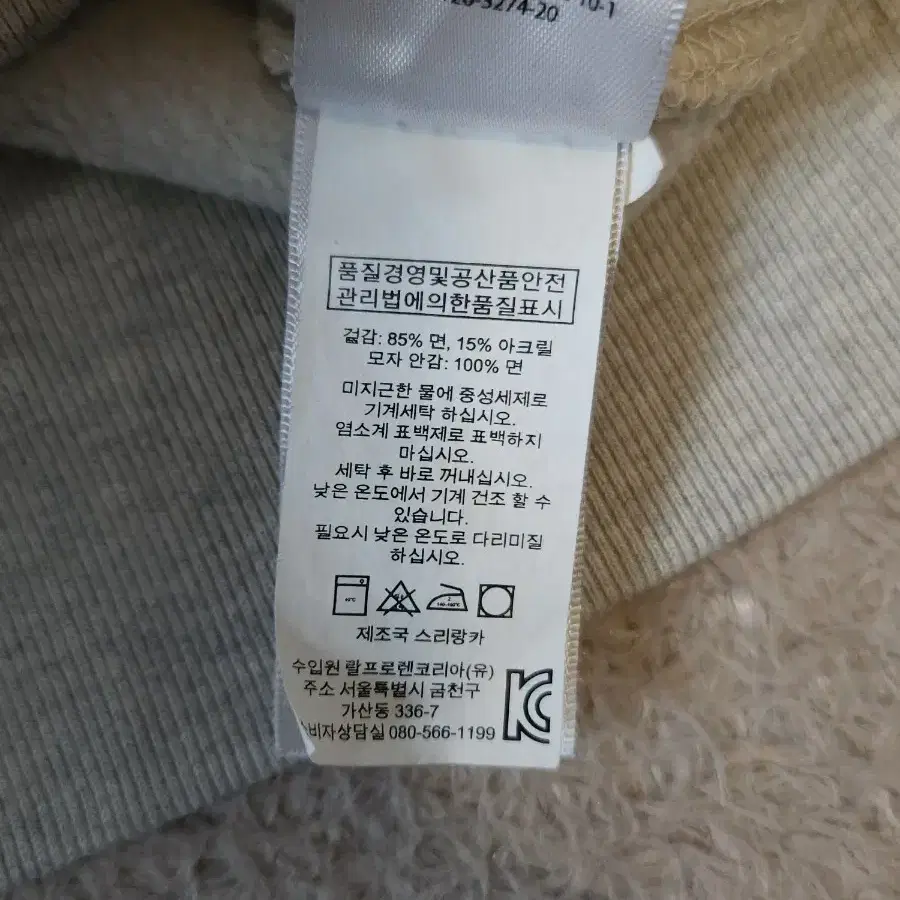 10-1
3274-20
품질경영및공산품안전
관리법에의한품질표시
겉감: 85% 면, 15% 아크릴
모자 안감: 100% 면
미지근한 물에 중성세제로
기계세탁 하십시오.
염소계 표백제로 표백하지
마십시오.
세탁 후 바로 꺼내십시오.
낮은 온도에서 기계 건조 할 수
있습니다.
필요시 낮은 온도로 다리미질
하십시오.
제조국 스리랑카
수입원 랄프로렌코리아(유)
주소 서울특별시 금천구
가산동 336-7
비자상담실 080-566-1199